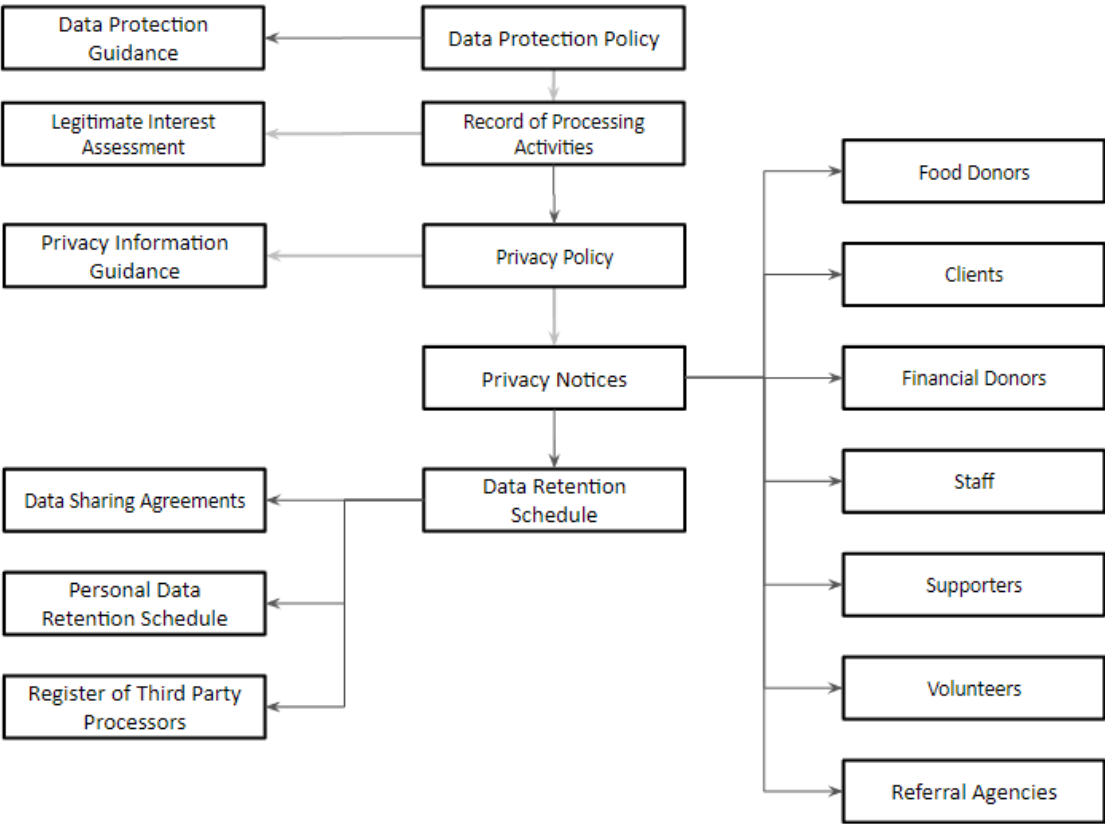 Data Protection
Guidance
Data Protection Policy
Legitimate Interest
Assessment
Record of Processing
Activities
Privacy Information
Guidance
Privacy Policy
Privacy Notices
Data Retention
Schedule
Data Sharing Agreements
Personal Data
Retention Schedule
Register of Third Party
Processors
Food Donors
Clients
Financial Donors
Staff
Supporters
Volunteers
Referral Agencies